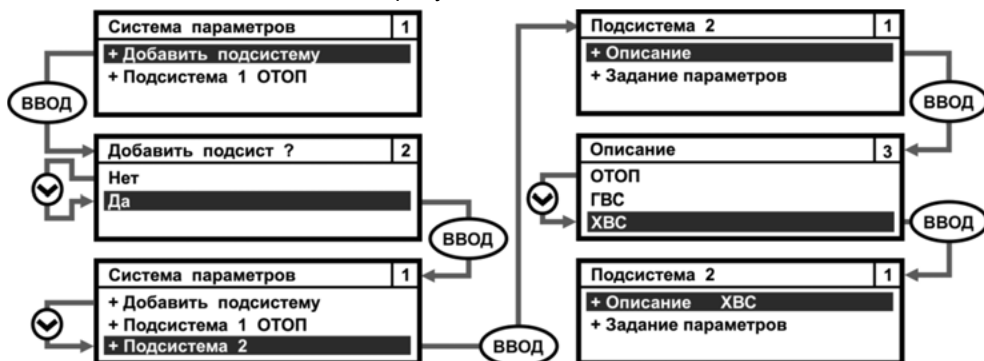 Система параметров 1
+ Добавить подсистему
+ Подсистема 1 ОТОП
ВВОД
Добавить подсист ? 2
Нет
Да
ВВОД
Система параметров 1
+ Добавить подсистему
+ Подсистема 1 ОТОП
+ Подсистема 2
ВВОД
Подсистема 2 1
+ Описание
+ Задание параметров
ВВОД
Описание 3
ОТОП
ГВС
ХВС
ВВОД
Подсистема 2 1
+ Описание ХВС
+ Задание параметров